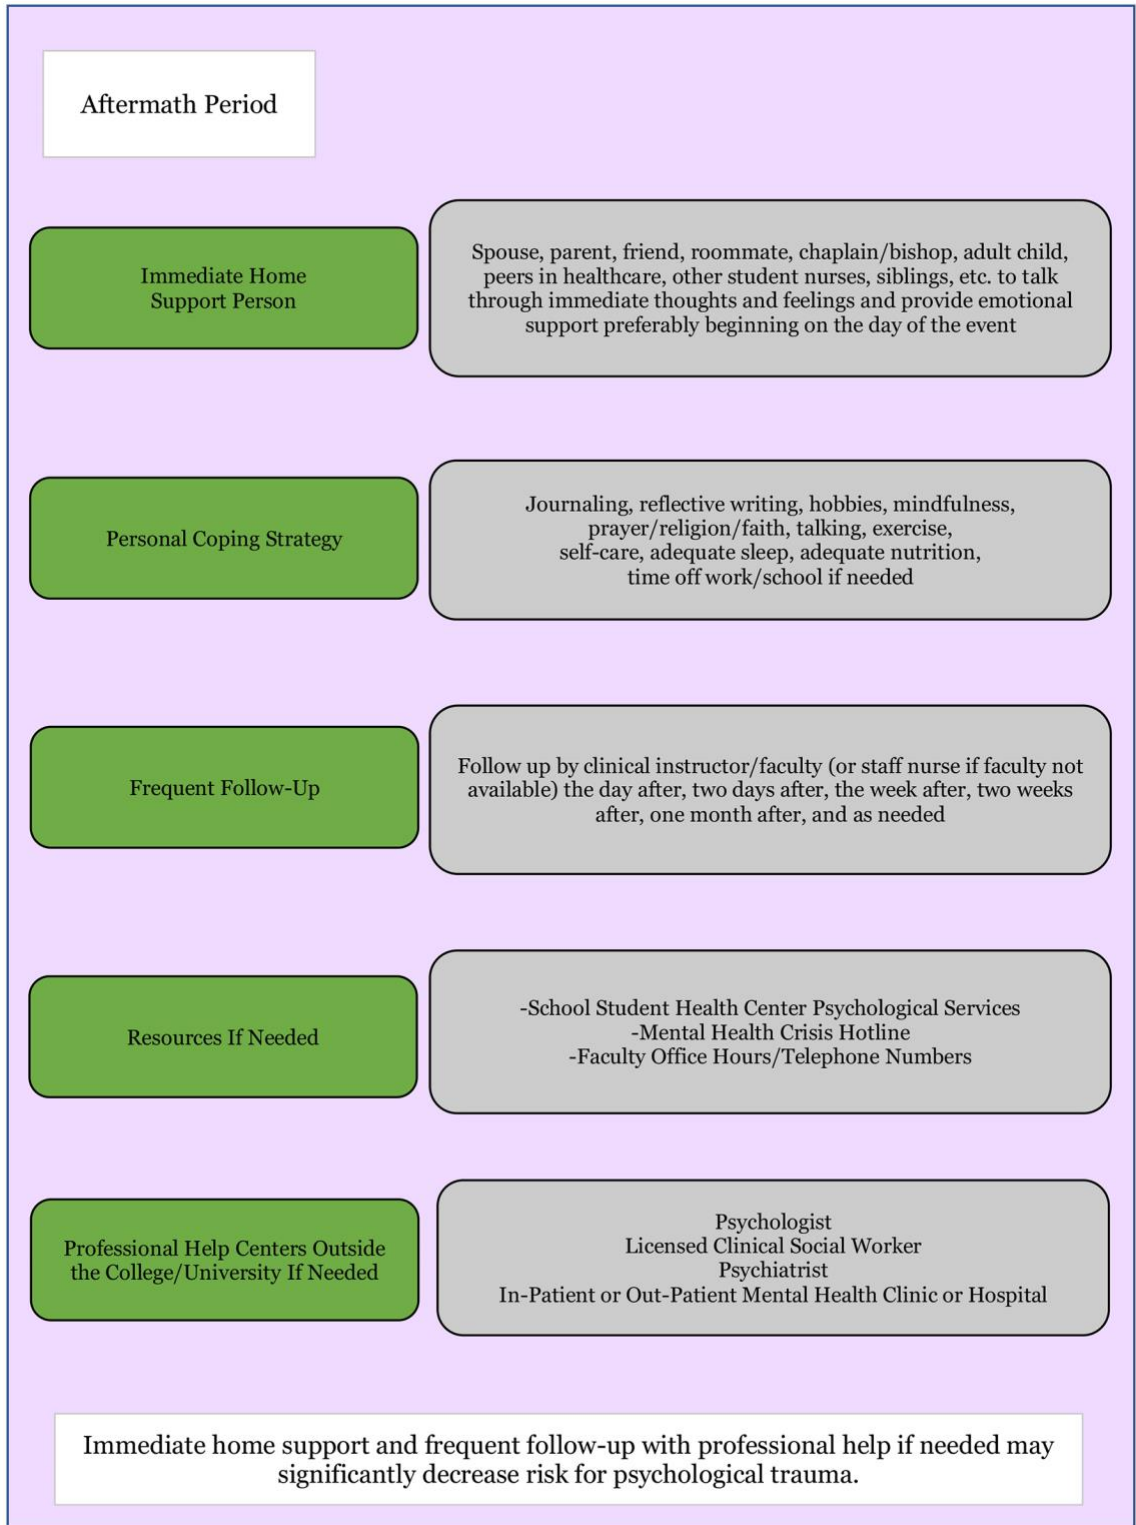 Aftermath Period
Immediate Home
Support Person
Spouse, parent, friend, roommate, chaplain/bishop, adult child,
peers in healthcare, other student nurses, siblings, etc. to talk
through immediate thoughts and feelings and provide emotional
support preferably beginning on the day of the event
Personal Coping Strategy
Journaling, reflective writing, hobbies, mindfulness,
prayer/religion/faith, talking, exercise,
self-care, adequate sleep, adequate nutrition,
time off work/school if needed
Frequent Follow-Up
Follow up by clinical instructor/faculty (or staff nurse if faculty not
available) the day after, two days after, the week after, two weeks
after, one month after, and as needed
Resources If Needed
-School Student Health Center Psychological Services
-Mental Health Crisis Hotline
-Faculty Office Hours/Telephone Numbers
Professional Help Centers Outside
the College/University If Needed
Psychologist
Licensed Clinical Social Worker
Psychiatrist
In-Patient or Out-Patient Mental Health Clinic or Hospital
Immediate home support and frequent follow-up with professional help if needed may
significantly decrease risk for psychological trauma.